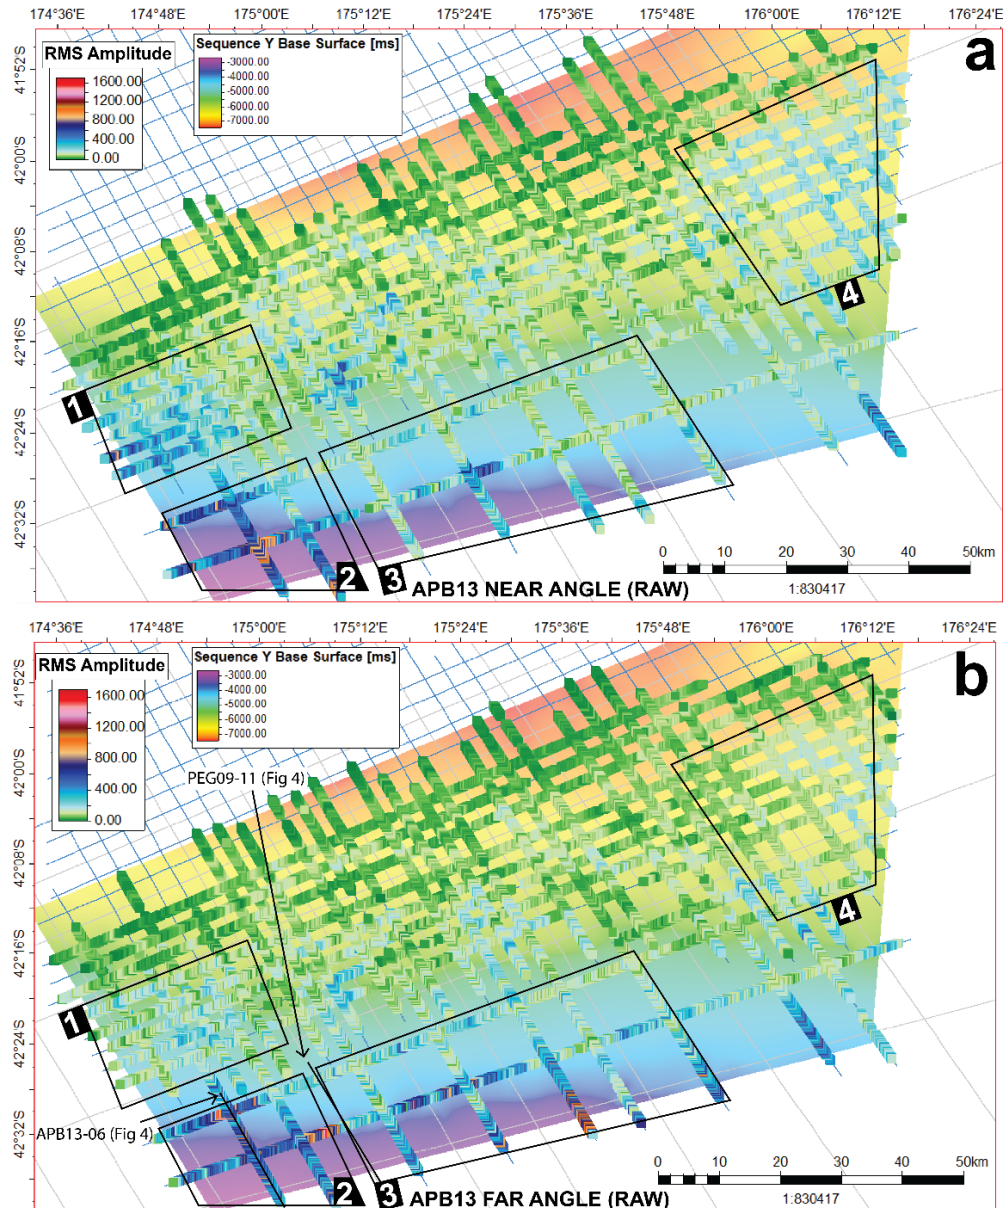 174°36'E 174°48'E 175°00'E 175°12'E 175°24'E 175°36'E 175°48'E 176°00'E 176°12'E 176°24'E
a
RMS Amplitude
1600.00
1200.00
800.00
400.00
0.00
Sequence Y Base Surface [ms]
-3000.00
-4000.00
-5000.00
-6000.00
-7000.00
41°52'S
42°00'S
42°08'S
42°16'S
42°24'S
42°32'S
1
2
3
4
APB13 NEAR ANGLE (RAW)
0 10 20 30 40 50km
1:830417
174°36'E 174°48'E 175°00'E 175°12'E 175°24'E 175°36'E 175°48'E 176°00'E 176°12'E 176°24'E
b
RMS Amplitude
1600.00
1200.00
800.00
400.00
0.00
Sequence Y Base Surface [ms]
-3000.00
-4000.00
-5000.00
-6000.00
-7000.00
41°52'S
42°00'S
42°08'S
42°16'S
42°24'S
42°32'S
PEG09-11 (Fig 4)
APB13-06 (Fig 4)
1
2
3
4
APB13 FAR ANGLE (RAW)
0 10 20 30 40 50km
1:830417